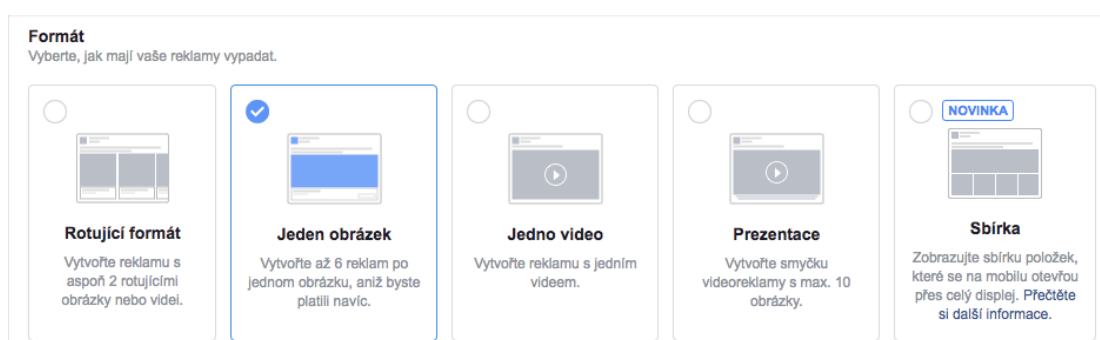 Formát
Vyberte, jak mají vaše reklamy vypadat.
Rotující formát
Vytvořte reklamu s
aspoň 2 rotujícími
obrázky nebo videi.
Jeden obrázek
Vytvořte až 6 reklam po
jednom obrázku, aniž byste
platili navíc.
Jedno video
Vytvořte reklamu s jedním
videem.
Prezentace
Vytvořte smyčku
videoreklamy s max. 10
obrázky.
NOVINKA
Sbírka
Zobrazujte sbírku položek,
které se na mobilu otevřou
přes celý displej. Přečtěte
si další informace.